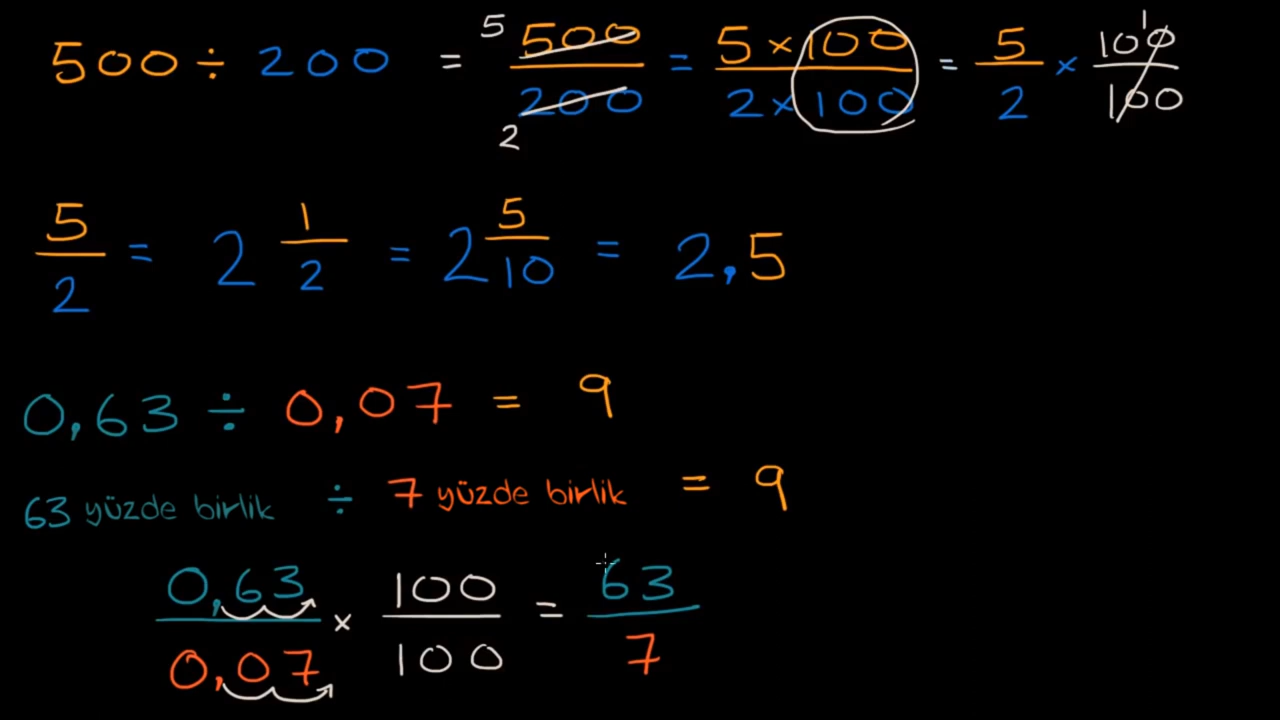 500 ÷ 200 = 5 500/200 2 = 5 × 100/2 × 100 = 5/2 × 100/100 1
5/2 = 2 1/2 = 2 5/10 = 2,5
0,63 ÷ 0,07 = 9
63 yüzde birlik ÷ 7 yüzde birlik = 9
0,63/0,07 × 100/100 = 63/7